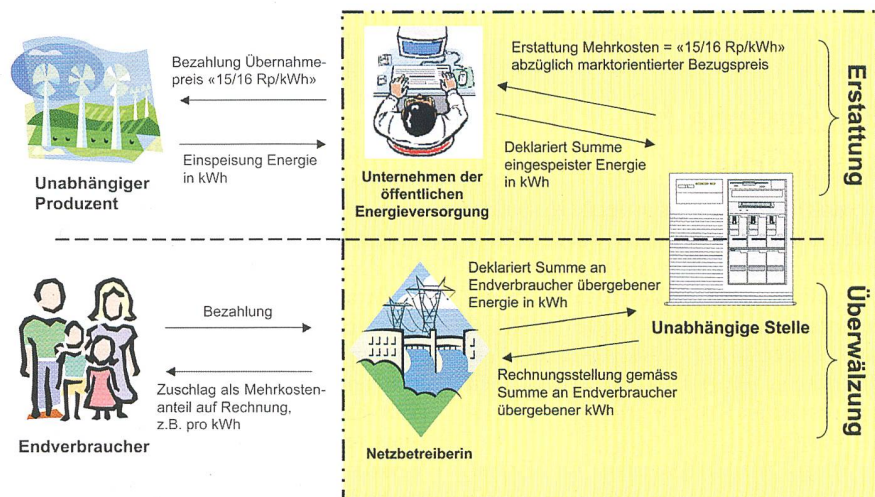 Bezahlung Übernahme-
preis «15/16 Rp/kWh»
Einspeisung Energie
in kWh
Unabhängiger
Produzent
Erstattung Mehrkosten = «15/16 Rp/kWh»
abzüglich marktorientierter Bezugspreis
Deklariert Summe
eingespeister Energie
in kWh
Unternehmen der
öffentlichen
Energieversorgung
Erstattung
Bezahlung
Zuschlag als Mehrkosten-
anteil auf Rechnung,
z.B. pro kWh
Endverbraucher
Deklariert Summe an
Endverbraucher übergebener
Energie in kWh
Unabhängige Stelle
Rechnungsstellung gemäss
Summe an Endverbraucher
übergebener kWh
Netzbetreiberin
Überwälzung